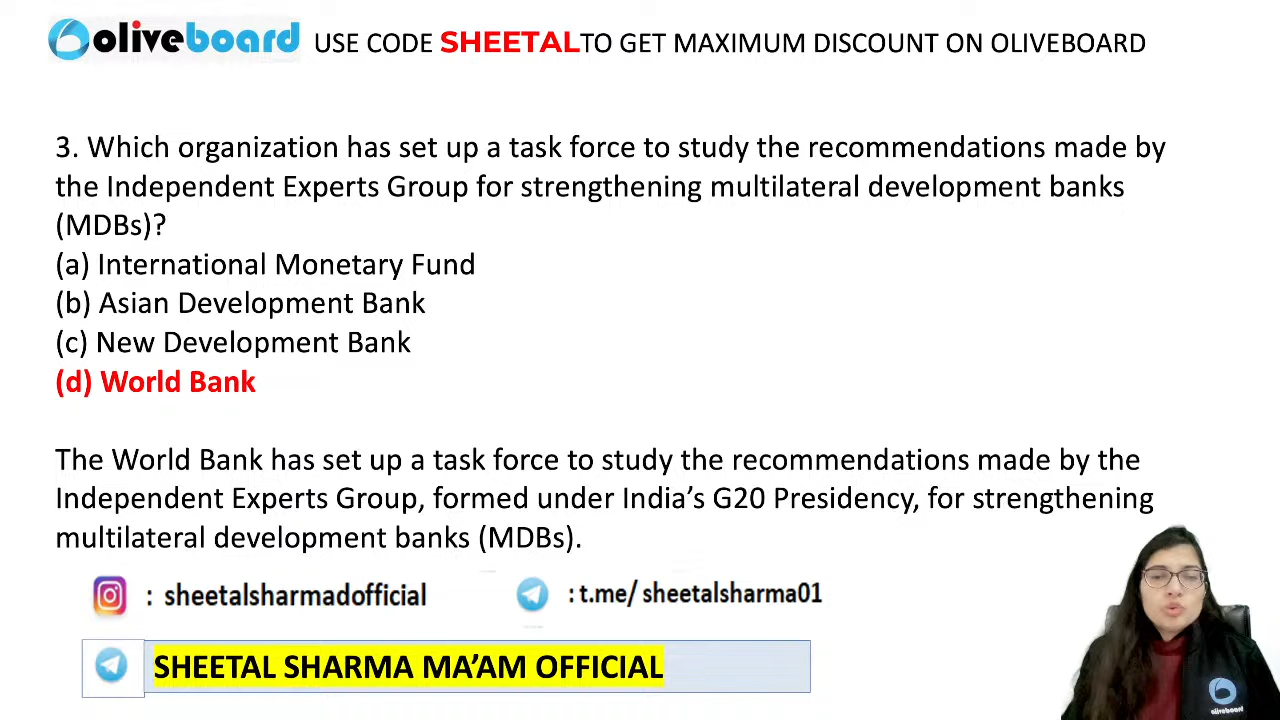 oliveboard USE CODE SHEETAL TO GET MAXIMUM DISCOUNT ON OLIVEBOARD
3. Which organization has set up a task force to study the recommendations made by
the Independent Experts Group for strengthening multilateral development banks
(MDBs)?
(a) International Monetary Fund
(b) Asian Development Bank
(c) New Development Bank
(d) World Bank
The World Bank has set up a task force to study the recommendations made by the
Independent Experts Group, formed under India’s G20 Presidency, for strengthening
multilateral development banks (MDBs).
: sheetalsharmadofficial
: t.me/ sheetalsharma01
SHEETAL SHARMA MA’AM OFFICIAL
oliveboard